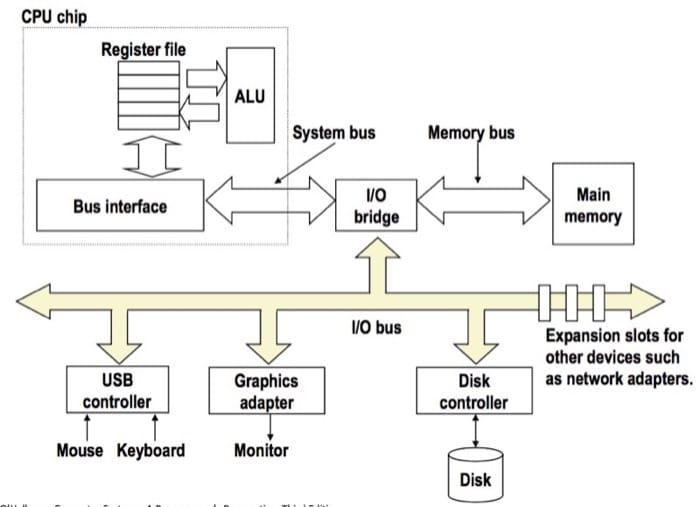 CPU chip
Register file
ALU
System bus
Memory bus
Bus interface
I/O
bridge
Main
memory
I/O bus
Expansion slots for
other devices such
as network adapters.
USB
controller
Graphics
adapter
Disk
controller
Mouse Keyboard
Monitor
Disk